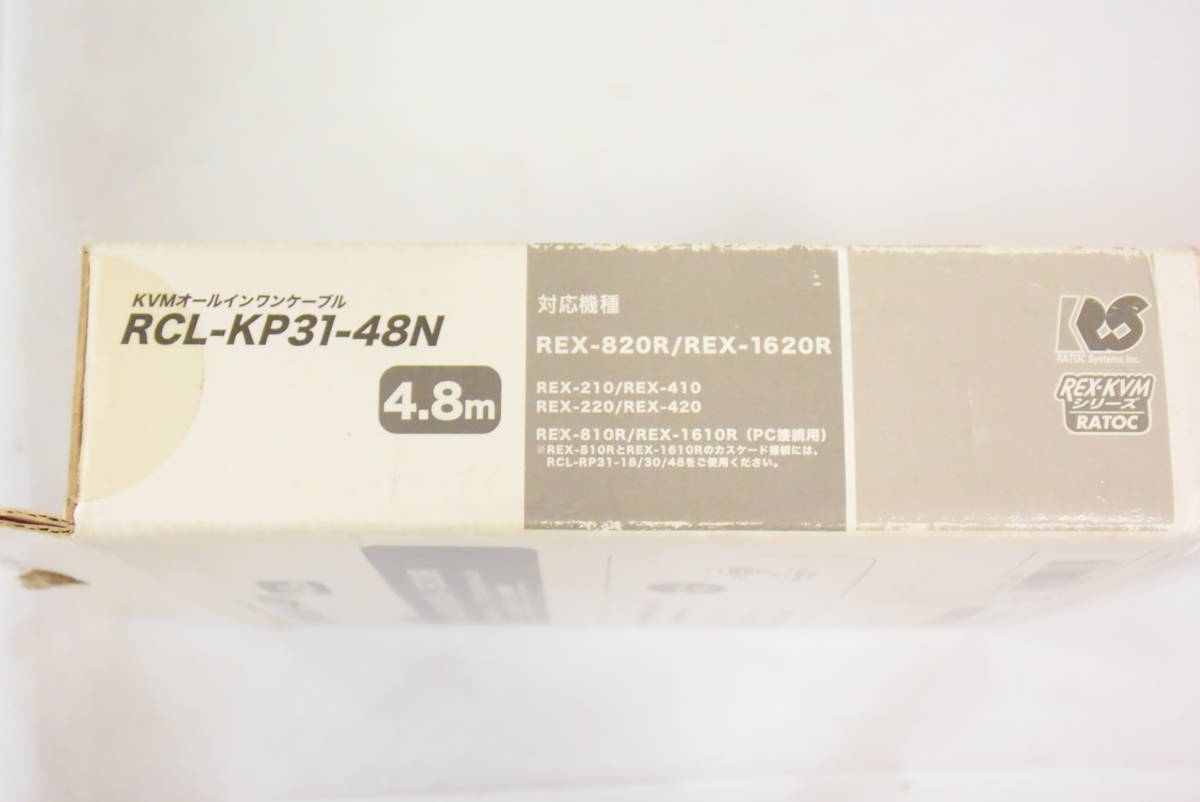 KVMオールインワンケーブル
RCL-KP31-48N
4.8m
対応機種
REX-820R/REX-1620R
REX-210/REX-410
REX-220/REX-420
REX-810R/REX-1610R（PC接続用）
※REX-810RとREX-1610Rのカスケード接続には、
RCL-RP31-18/30/48をご使用ください。
RATOC Systems, Inc.
REX-KVM
シリーズ
RATOC